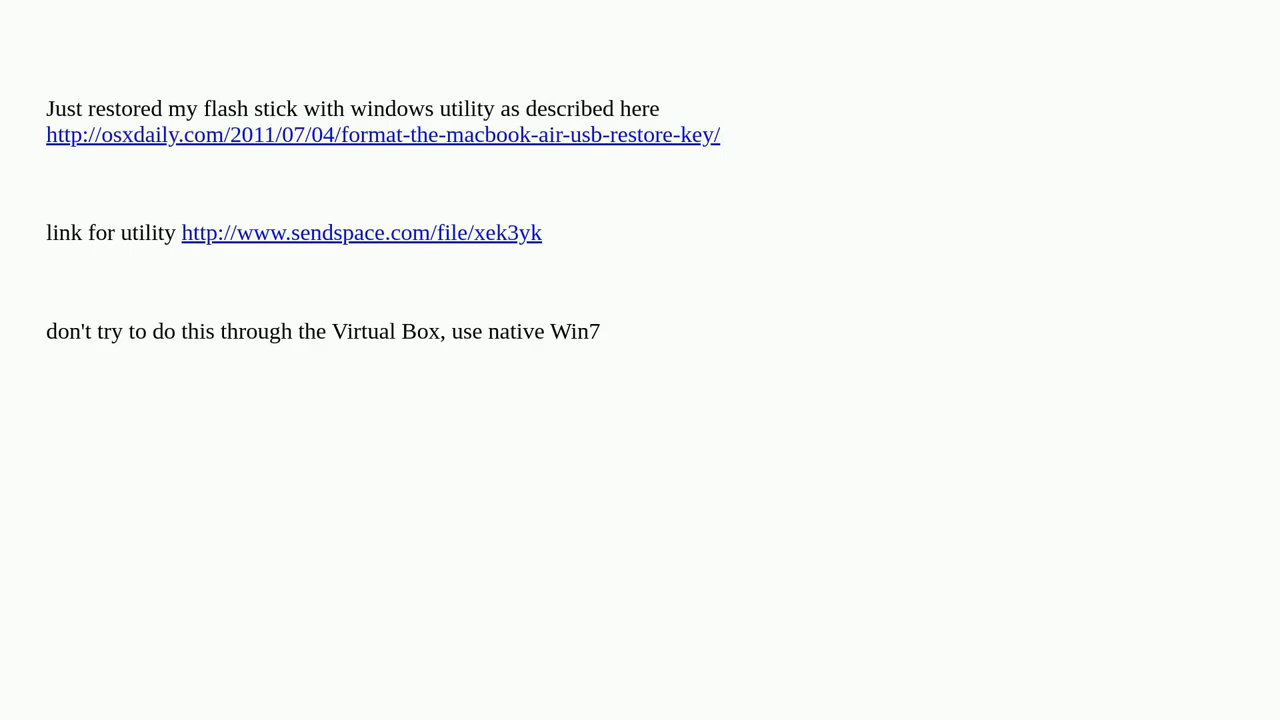 Just restored my flash stick with windows utility as described here
http://osxdaily.com/2011/07/04/format-the-macbook-air-usb-restore-key/
link for utility http://www.sendspace.com/file/xek3yk
don't try to do this through the Virtual Box, use native Win7